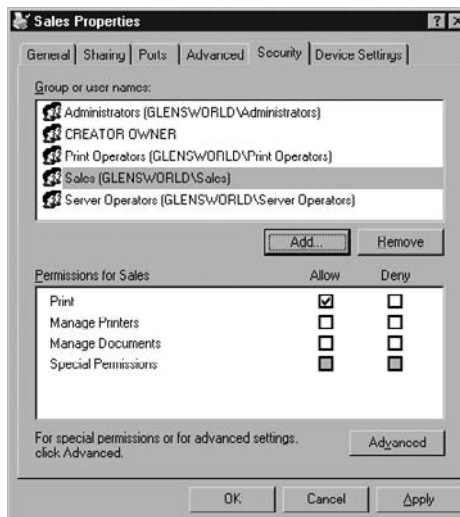 Sales Properties
General Sharing Ports Advanced Security Device Settings
Group or user names:
Administrators (GLENSWORLD\Administrators)
CREATOR OWNER
Print Operators (GLENSWORLD\Print Operators)
Sales (GLENSWORLD\Sales)
Server Operators (GLENSWORLD\Server Operators)
Add... Remove
Permissions for Sales Allow Deny
Print
Manage Printers
Manage Documents
Special Permissions
For special permissions or for advanced settings,
click Advanced.
Advanced
OK Cancel Apply